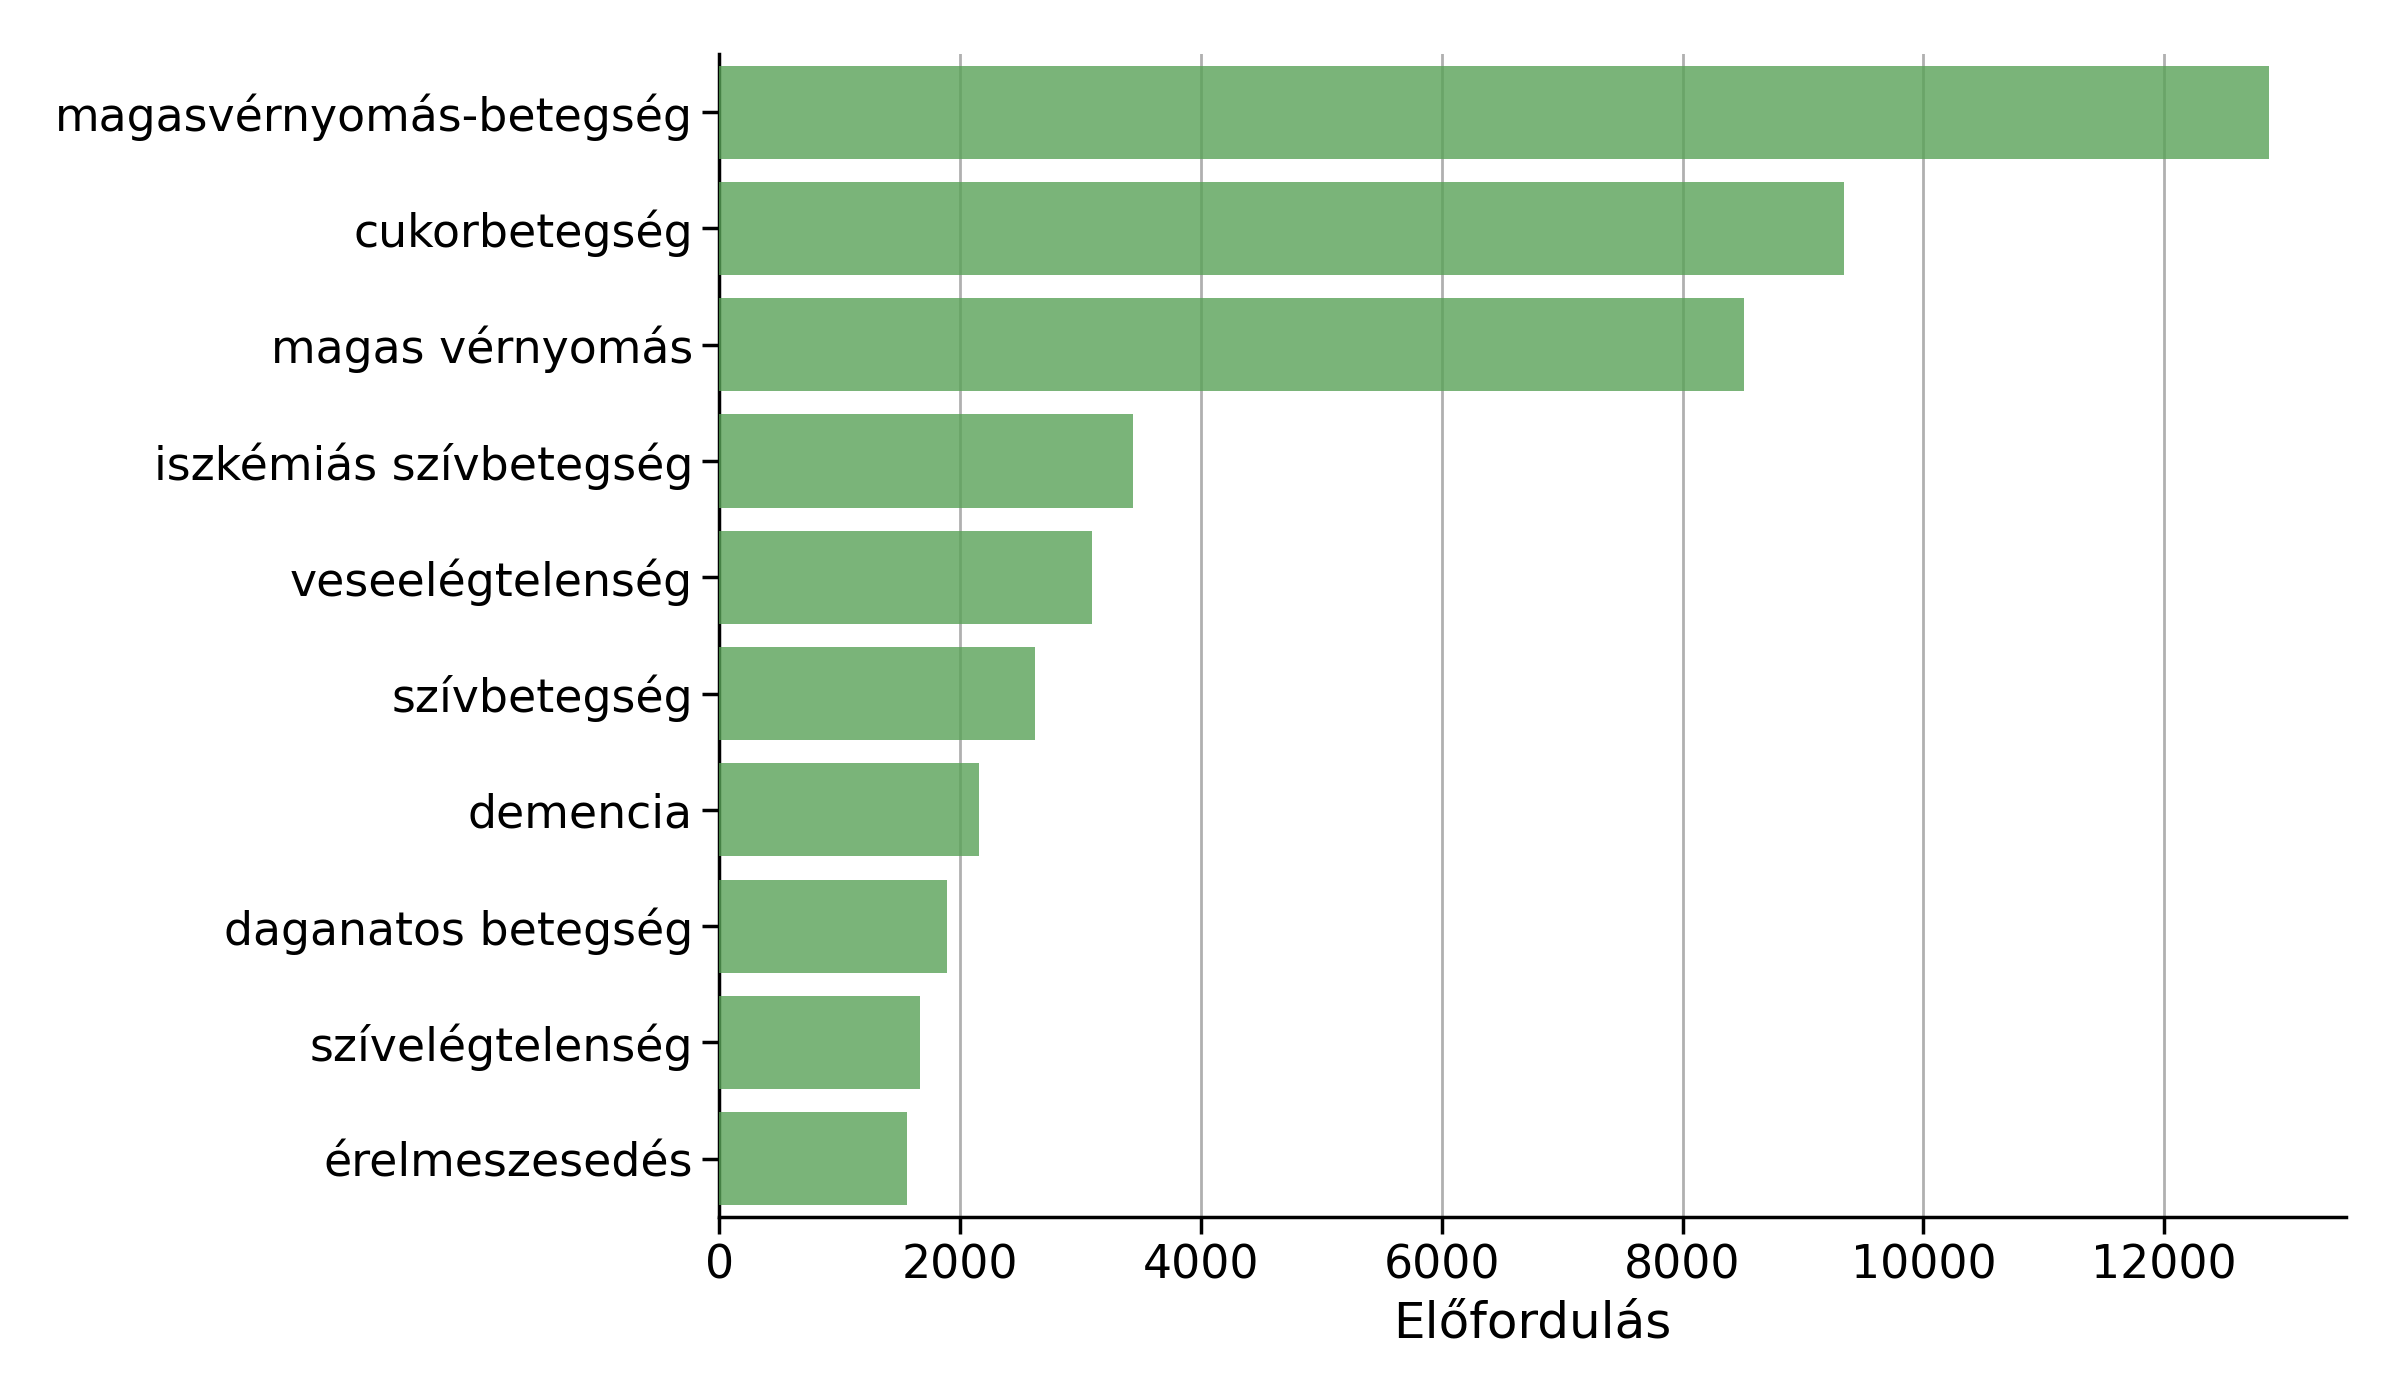 magasvérnyomás-betegség
cukorbetegség
magas vérnyomás
iszkémiás szívbetegség
veseelégtelenség
szívbetegség
demencia
daganatos betegség
szívelégtelenség
érelmeszesedés
0 2000 4000 6000 8000 10000 12000
Előfordulás